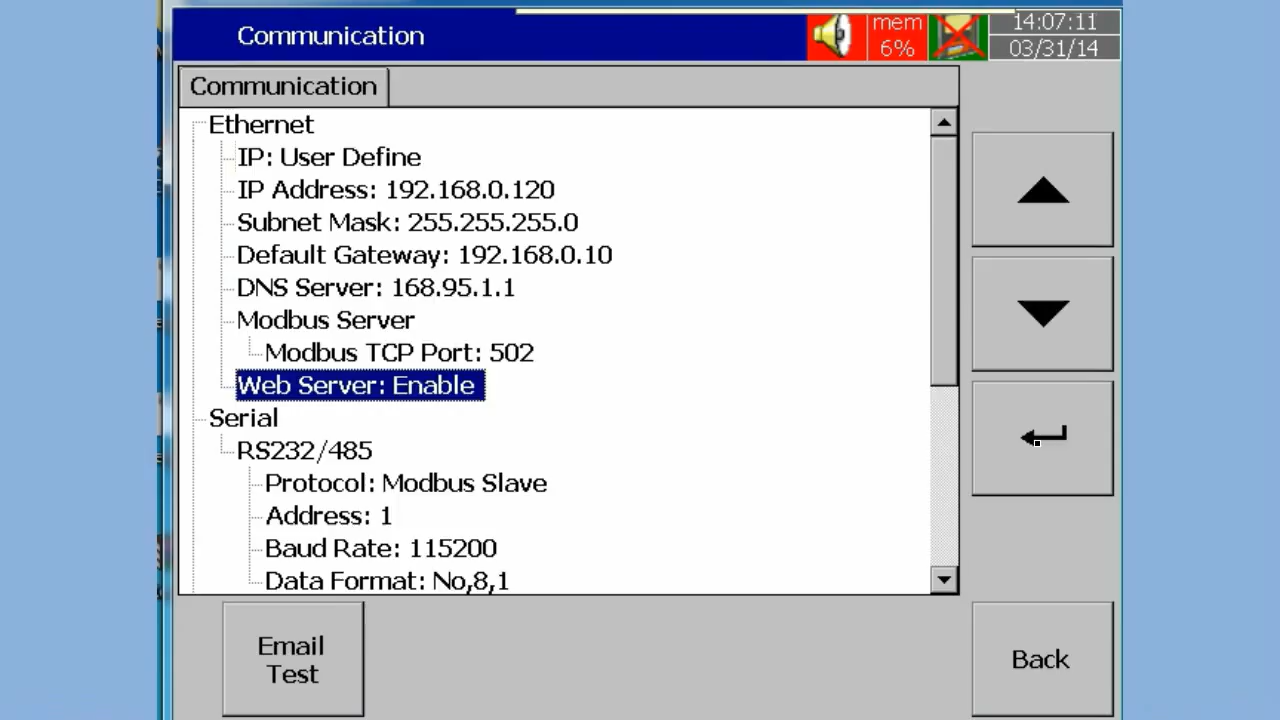 Communication
mem
6%
14:07:11
03/31/14
Communication
Ethernet
IP: User Define
IP Address: 192.168.0.120
Subnet Mask: 255.255.255.0
Default Gateway: 192.168.0.10
DNS Server: 168.95.1.1
Modbus Server
Modbus TCP Port: 502
Web Server: Enable
Serial
RS232/485
Protocol: Modbus Slave
Address: 1
Baud Rate: 115200
Data Format: No,8,1
Email
Test
Back